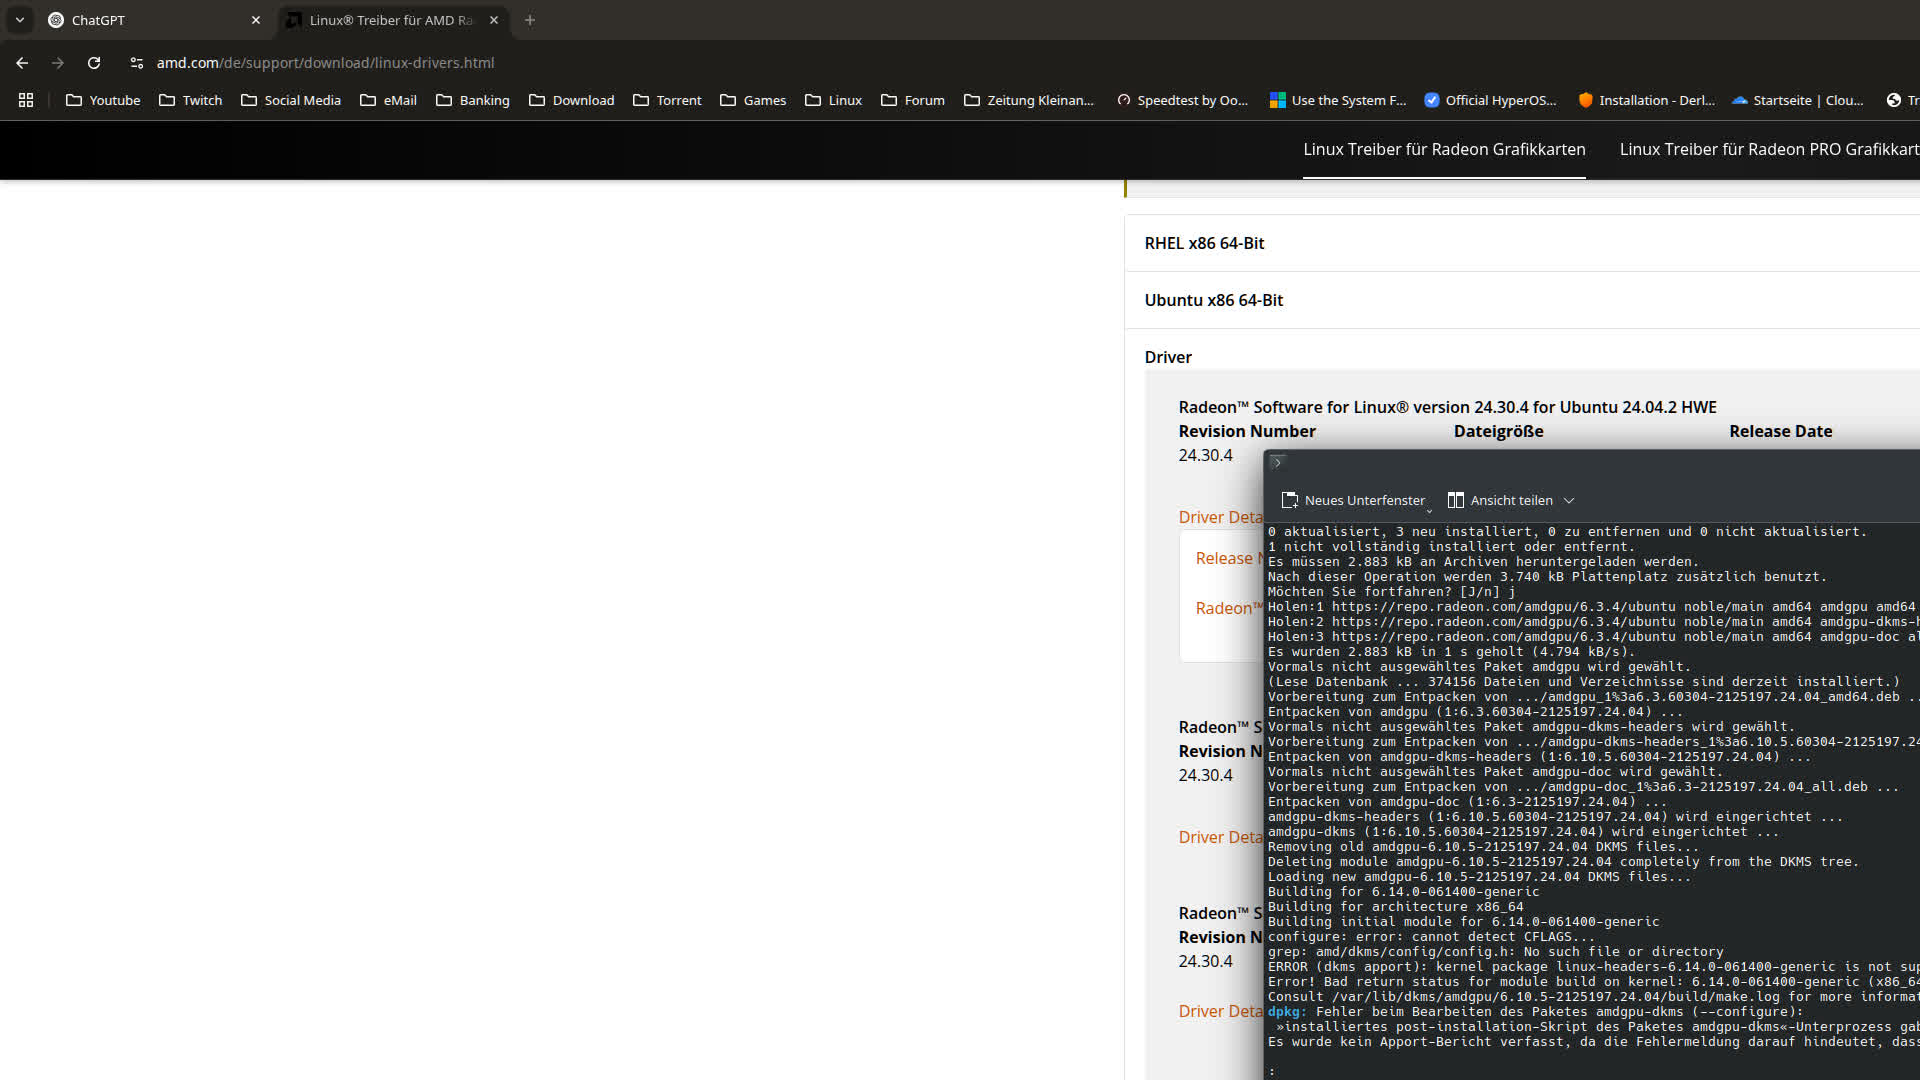 ChatGPT
Linux® Treiber für AMD Ra
amd.com/de/support/download/linux-drivers.html
Youtube Twitch Social Media eMail Banking Download Torrent Games Linux Forum Zeitung Kleinan... Speedtest by Oo... Use the System F... Official HyperOS... Installation - Derl... Startseite | Clou... Tr
Linux Treiber für Radeon Grafikkarten Linux Treiber für Radeon PRO Grafikkart
RHEL x86 64-Bit
Ubuntu x86 64-Bit
Driver
Radeon™ Software for Linux® version 24.30.4 for Ubuntu 24.04.2 HWE
Revision Number Dateigröße Release Date
24.30.4
Driver Deta
Release N
Radeon™
Radeon™ S
Revision N
24.30.4
Driver Deta
Radeon™ S
Revision N
24.30.4
Driver Deta
Neues Unterfenster Ansicht teilen
0 aktualisiert, 3 neu installiert, 0 zu entfernen und 0 nicht aktualisiert.
1 nicht vollständig installiert oder entfernt.
Es müssen 2.883 kB an Archiven heruntergeladen werden.
Nach dieser Operation werden 3.740 kB Plattenplatz zusätzlich benutzt.
Möchten Sie fortfahren? [J/n] j
Holen:1 https://repo.radeon.com/amdgpu/6.3.4/ubuntu noble/main amd64 amdgpu amd64
Holen:2 https://repo.radeon.com/amdgpu/6.3.4/ubuntu noble/main amd64 amdgpu-dkms-h
Holen:3 https://repo.radeon.com/amdgpu/6.3.4/ubuntu noble/main amd64 amdgpu-doc al
Es wurden 2.883 kB in 1 s geholt (4.794 kB/s).
Vormals nicht ausgewähltes Paket amdgpu wird gewählt.
(Lese Datenbank ... 374156 Dateien und Verzeichnisse sind derzeit installiert.)
Vorbereitung zum Entpacken von .../amdgpu_1%3a6.3.60304-2125197.24.04_amd64.deb ..
Entpacken von amdgpu (1:6.3.60304-2125197.24.04) ...
Vormals nicht ausgewähltes Paket amdgpu-dkms-headers wird gewählt.
Vorbereitung zum Entpacken von .../amdgpu-dkms-headers_1%3a6.10.5.60304-2125197.24
Entpacken von amdgpu-dkms-headers (1:6.10.5.60304-2125197.24.04) ...
Vormals nicht ausgewähltes Paket amdgpu-doc wird gewählt.
Vorbereitung zum Entpacken von .../amdgpu-doc_1%3a6.3-2125197.24.04_all.deb ...
Entpacken von amdgpu-doc (1:6.3-2125197.24.04) ...
amdgpu-dkms-headers (1:6.10.5.60304-2125197.24.04) wird eingerichtet ...
amdgpu-dkms (1:6.10.5.60304-2125197.24.04) wird eingerichtet ...
Removing old amdgpu-6.10.5-2125197.24.04 DKMS files...
Deleting module amdgpu-6.10.5-2125197.24.04 completely from the DKMS tree.
Loading new amdgpu-6.10.5-2125197.24.04 DKMS files...
Building for 6.14.0-061400-generic
Building for architecture x86_64
Building initial module for 6.14.0-061400-generic
configure: error: cannot detect CFLAGS...
grep: amd/dkms/config/config.h: No such file or directory
ERROR (dkms apport): kernel package linux-headers-6.14.0-061400-generic is not sup
Error! Bad return status for module build on kernel: 6.14.0-061400-generic (x86_64
Consult /var/lib/dkms/amdgpu/6.10.5-2125197.24.04/build/make.log for more informat
dpkg: Fehler beim Bearbeiten des Paketes amdgpu-dkms (--configure):
»installiertes post-installation-Skript des Paketes amdgpu-dkms«-Unterprozess gab
Es wurde kein Apport-Bericht verfasst, da die Fehlermeldung darauf hindeutet, dass
: